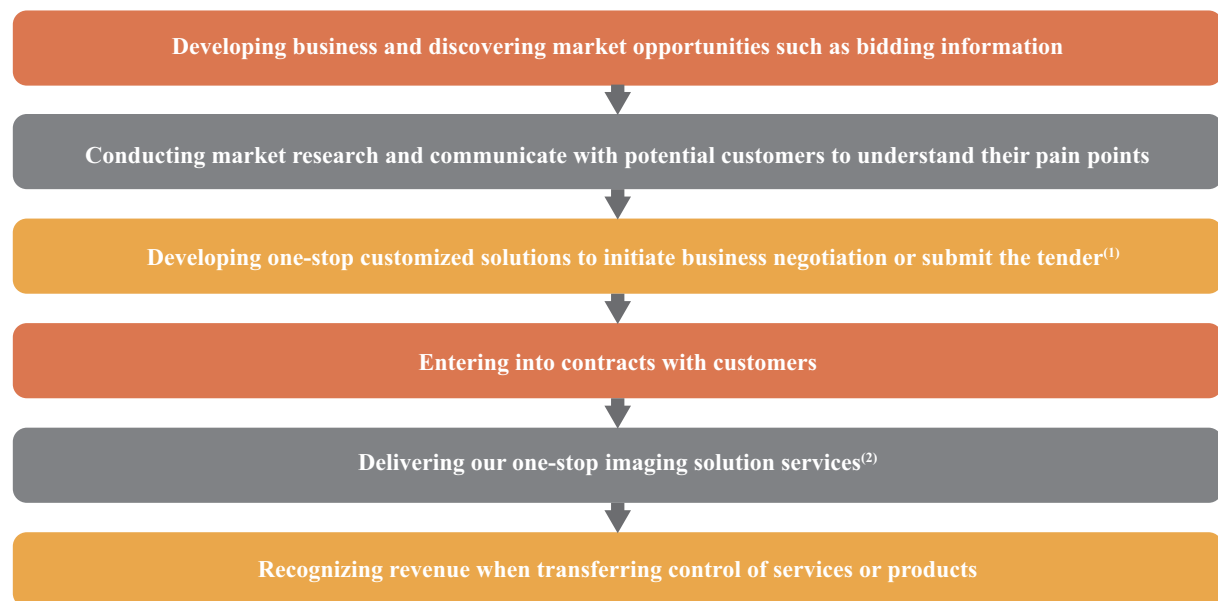 Developing business and discovering market opportunities such as bidding information
Conducting market research and communicate with potential customers to understand their pain points
Developing one-stop customized solutions to initiate business negotiation or submit the tender(1)
Entering into contracts with customers
Delivering our one-stop imaging solution services(2)
Recognizing revenue when transferring control of services or products